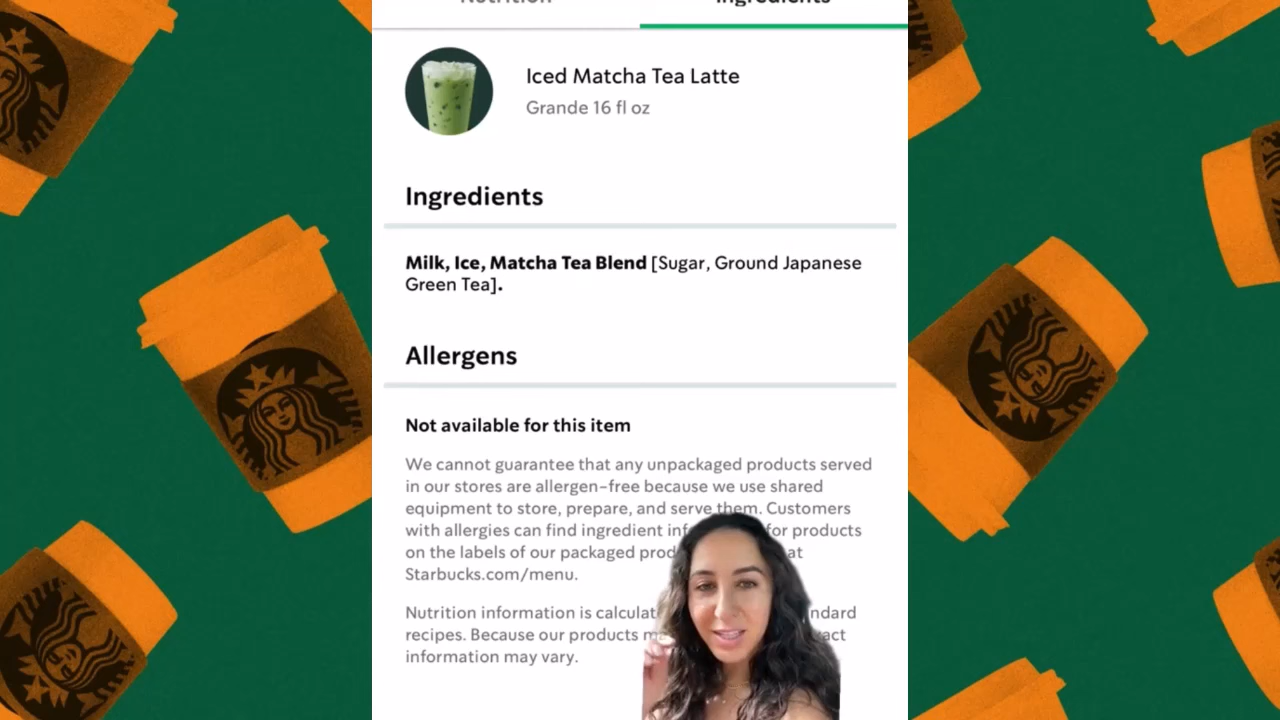 Nutrition
Ingredients
Iced Matcha Tea Latte
Grande 16 fl oz
Ingredients
Milk, Ice, Matcha Tea Blend [Sugar, Ground Japanese
Green Tea].
Allergens
Not available for this item
We cannot guarantee that any unpackaged products served
in our stores are allergen-free because we use shared
equipment to store, prepare, and serve them. Customers
with allergies can find ingredient for products
on the labels of our packaged at
Starbucks.com/menu.
Nutrition information is
recipes. Because our products
information may vary.